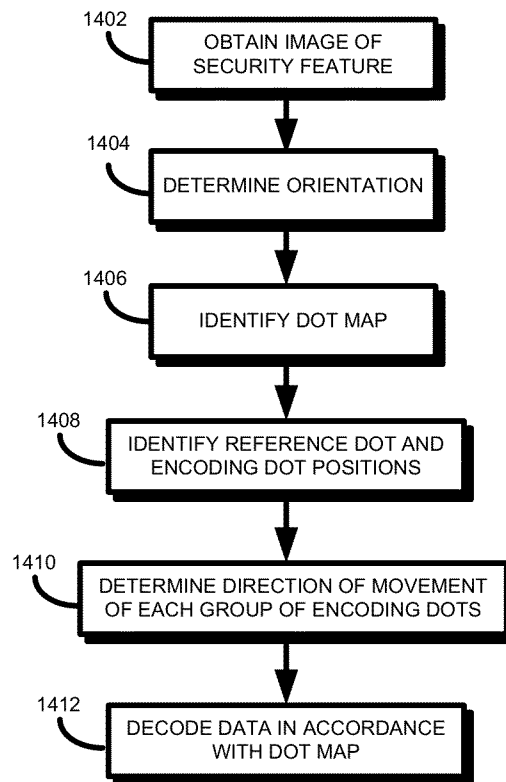 1402
OBTAIN IMAGE OF
SECURITY FEATURE
1404
DETERMINE ORIENTATION
1406
IDENTIFY DOT MAP
1408
IDENTIFY REFERENCE DOT AND
ENCODING DOT POSITIONS
1410
DETERMINE DIRECTION OF MOVEMENT
OF EACH GROUP OF ENCODING DOTS
1412
DECODE DATA IN ACCORDANCE
WITH DOT MAP